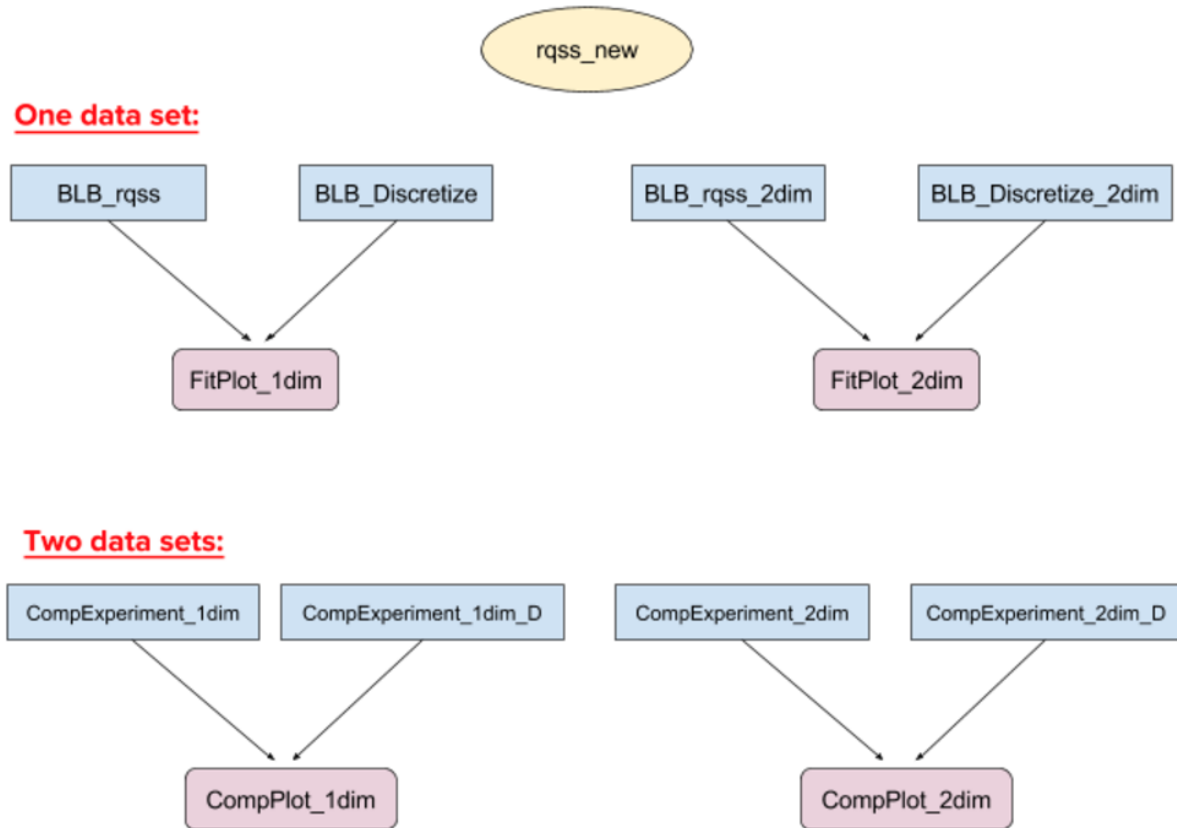 rqss_new
One data set:
BLB_rqss
BLB_Discretize
BLB_rqss_2dim
BLB_Discretize_2dim
FitPlot_1dim
FitPlot_2dim
Two data sets:
CompExperiment_1dim
CompExperiment_1dim_D
CompExperiment_2dim
CompExperiment_2dim_D
CompPlot_1dim
CompPlot_2dim